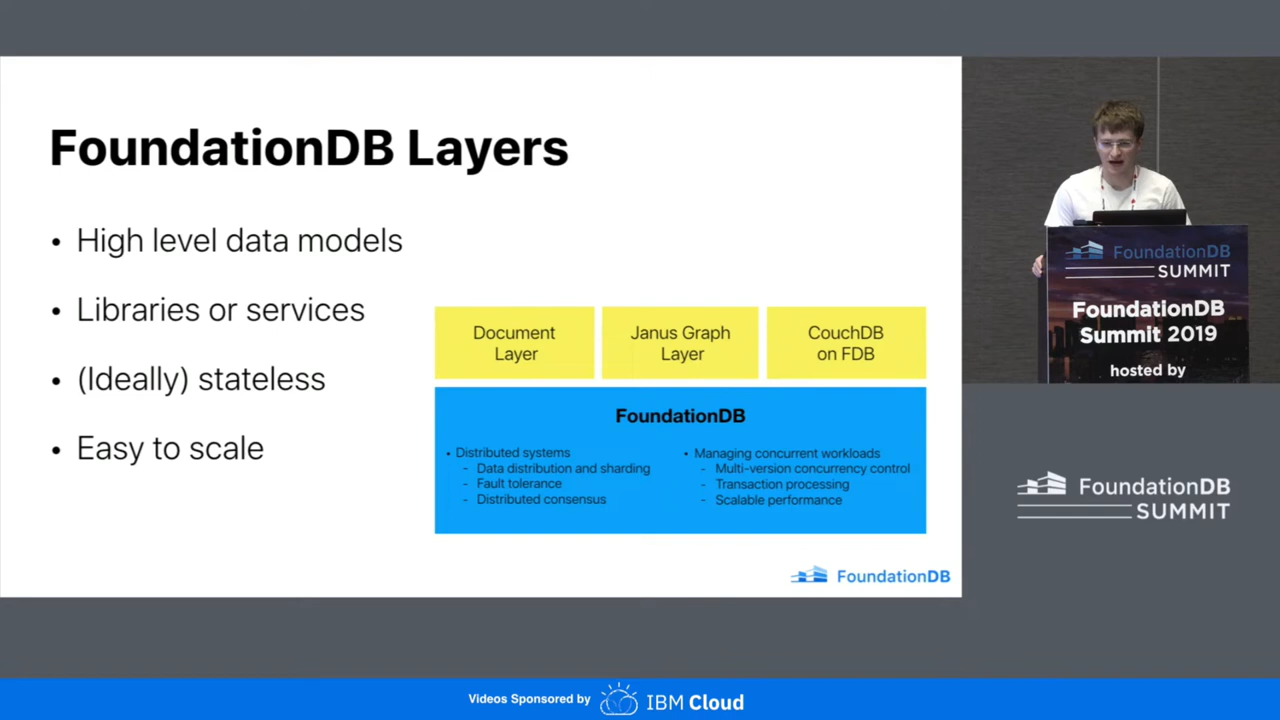 FoundationDB Layers
• High level data models
• Libraries or services
• (Ideally) stateless
• Easy to scale
Document
Layer
Janus Graph
Layer
CouchDB
on FDB
FoundationDB
• Distributed systems
- Data distribution and sharding
- Fault tolerance
- Distributed consensus
• Managing concurrent workloads
- Multi-version concurrency control
- Transaction processing
- Scalable performance
FoundationDB
FoundationDB
SUMMIT
FoundationDB
Summit 2019
hosted by
FoundationDB
SUMMIT
Videos Sponsored by
IBM Cloud